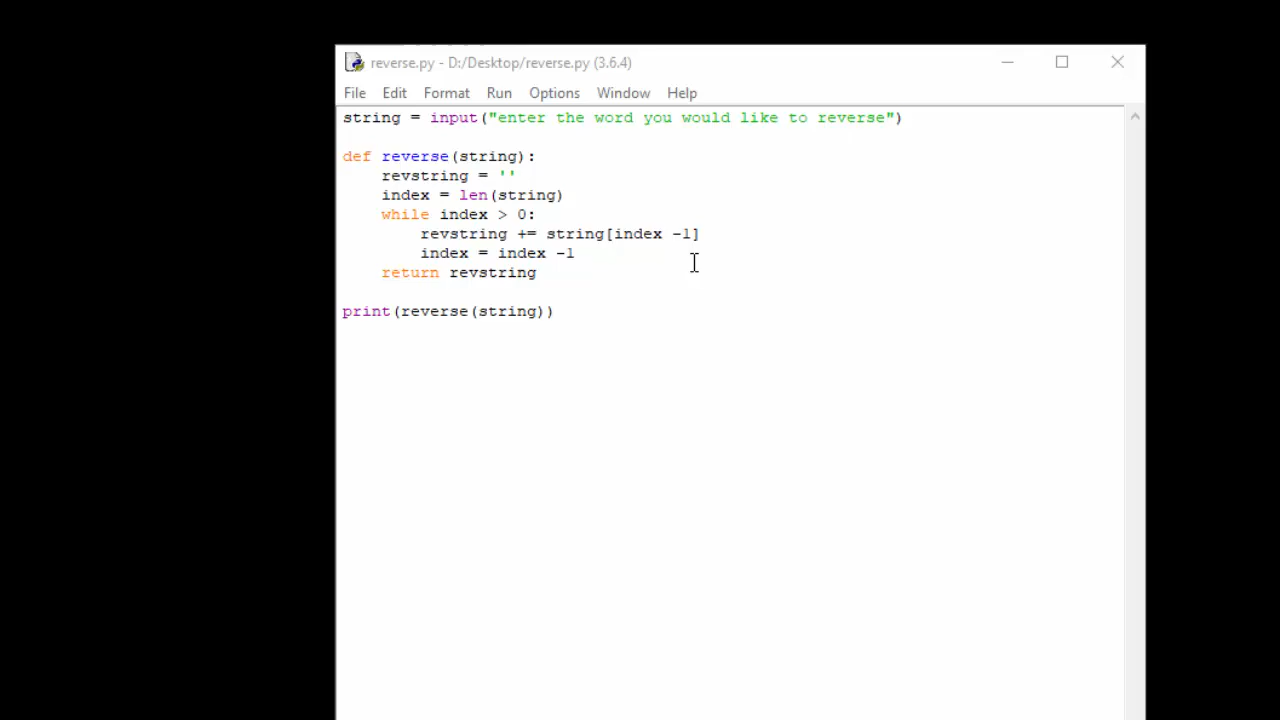 reverse.py - D:/Desktop/reverse.py (3.6.4)
File Edit Format Run Options Window Help
string = input("enter the word you would like to reverse")
def reverse(string):
    revstring = ''
    index = len(string)
    while index > 0:
        revstring += string[index -1]
        index = index -1
    return revstring
print(reverse(string))